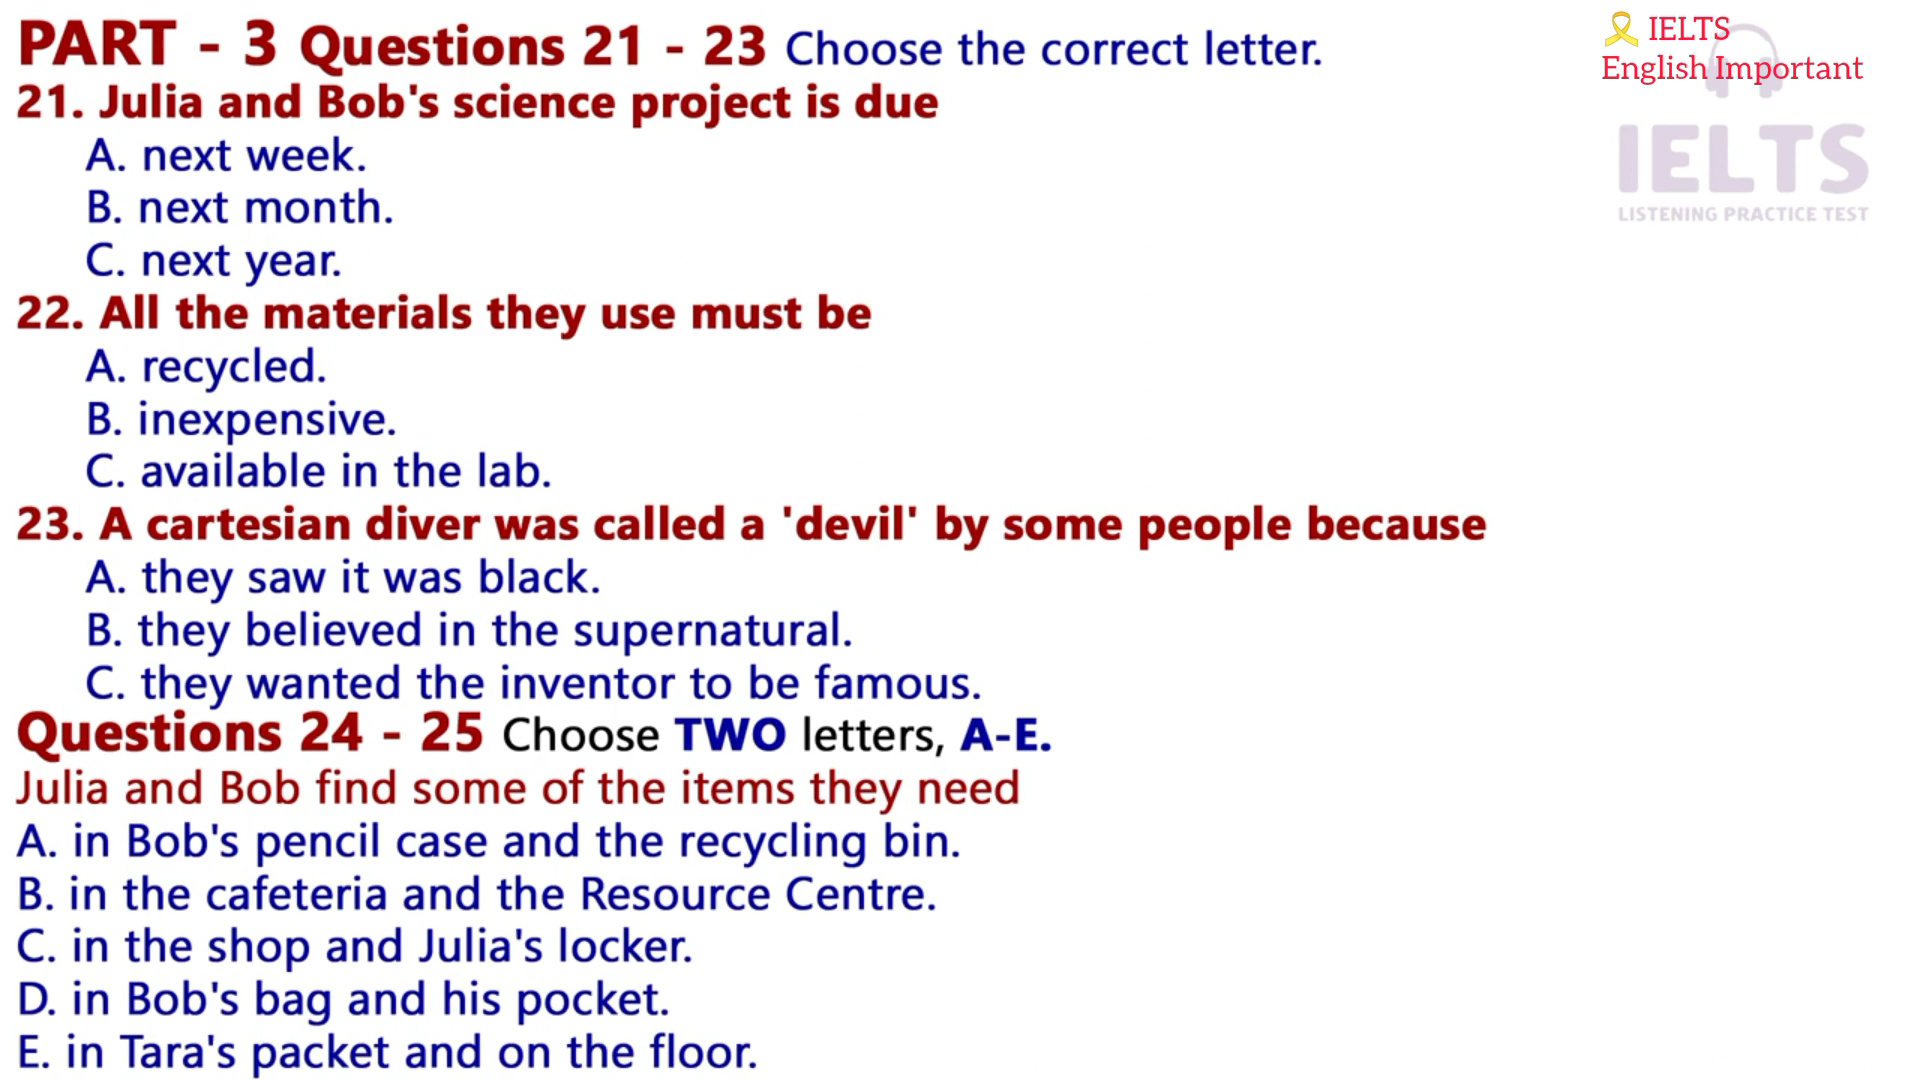 PART - 3 Questions 21 - 23 Choose the correct letter.
21. Julia and Bob's science project is due
A. next week.
B. next month.
C. next year.
22. All the materials they use must be
A. recycled.
B. inexpensive.
C. available in the lab.
23. A cartesian diver was called a 'devil' by some people because
A. they saw it was black.
B. they believed in the supernatural.
C. they wanted the inventor to be famous.
Questions 24 - 25 Choose TWO letters, A-E.
Julia and Bob find some of the items they need
A. in Bob's pencil case and the recycling bin.
B. in the cafeteria and the Resource Centre.
C. in the shop and Julia's locker.
D. in Bob's bag and his pocket.
E. in Tara's packet and on the floor.
IELTS
English Important
IELTS
LISTENING PRACTICE TEST